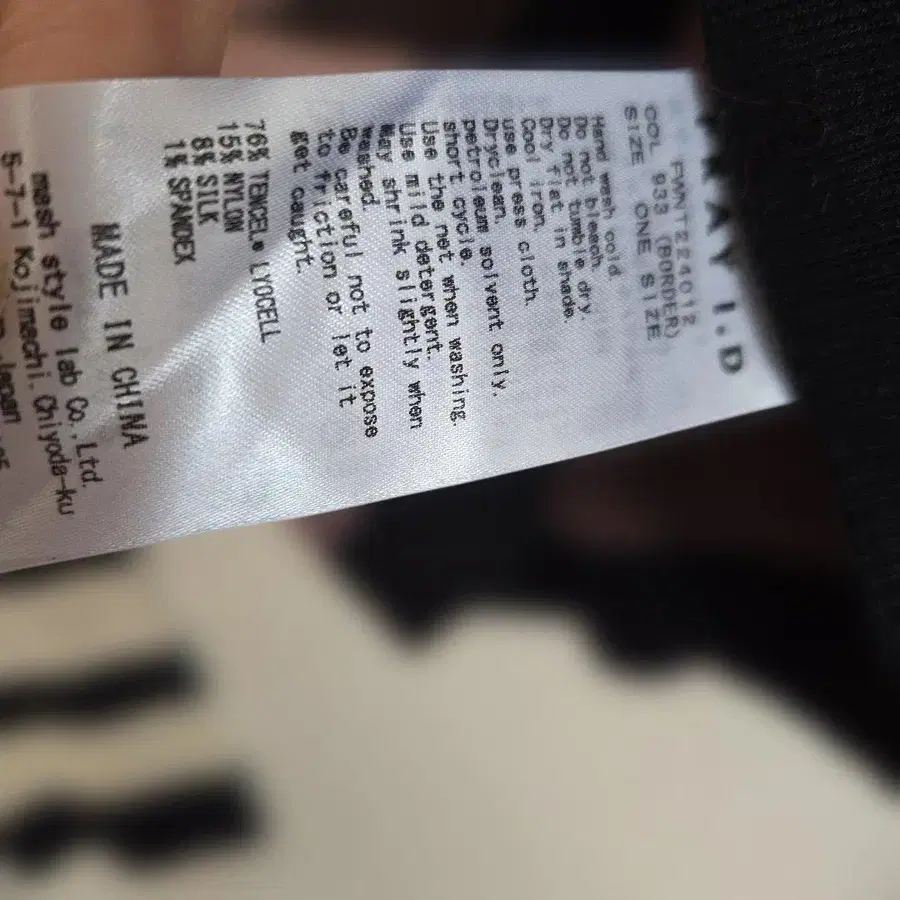 RAY I.D
FWNT224012
COL 933 (BORDER)
SIZE ONE SIZE
Hand wash cold.
Do not bleach.
Do not tumble dry
Dry flat in shade.
Cool iron.
use press cloth.
Dryclean.
petroleum solvent only.
short cycle.
Use the net when washing.
Use mild detergent.
May shrink slightly when
washed.
Be careful not to expose
to friction or let it
get caught.
76% TENCEL® LYOCELL
15% NYLON
8% SILK
1% SPANDEX
MADE IN CHINA
mash style lab Co.,Ltd.
5-7-1 Kojimachi.Chiyoda-ku
Japan